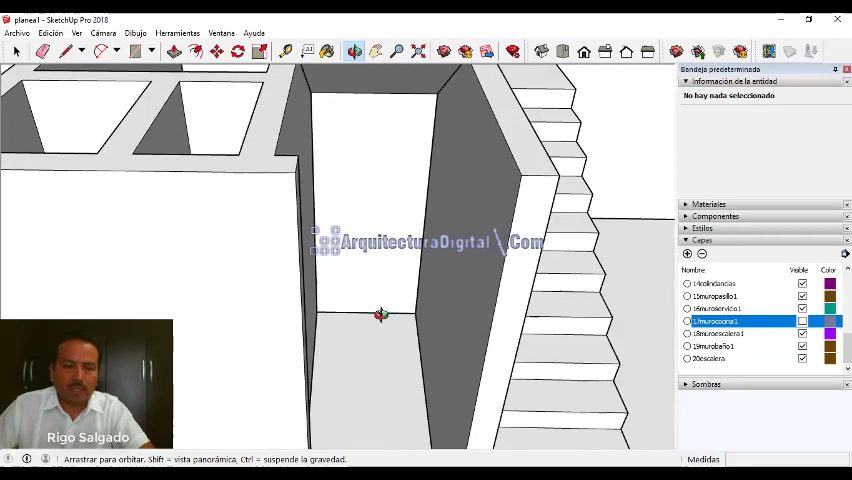 planea1 - SketchUp Pro 2018
Archivo Edición Ver Cámara Dibujo Herramientas Ventana Ayuda
Bandeja predeterminada
Información de la entidad
No hay nada seleccionado
ArquitecturaDigital .Com
Materiales
Componentes
Estilos
Capas
Nombre Visible Color
14colindancias
15muropasillo1
16muroservicio1
17murococina1
18muroescalera1
19murobaño1
20escalera
Sombras
Rigo Salgado
Arrastrar para orbitar. Shift = vista panorámica, Ctrl = suspende la gravedad. Medidas